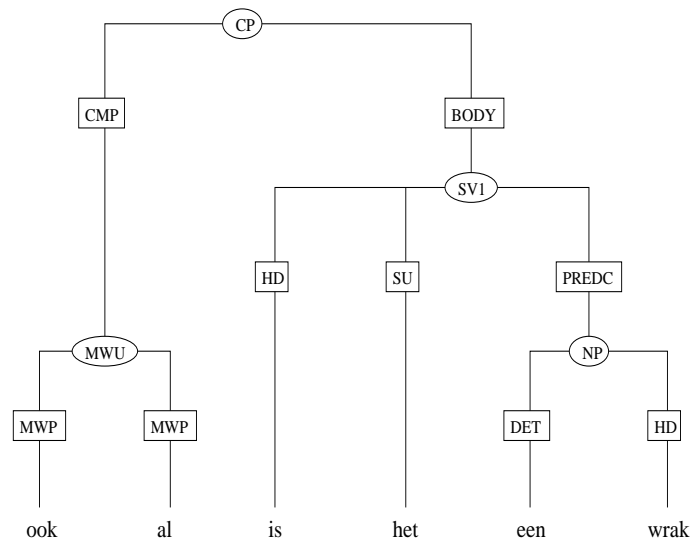 CP
CMP BODY
SV1
HD SU PREDC
MWU NP
MWP MWP DET HD
ook al is het een wrak